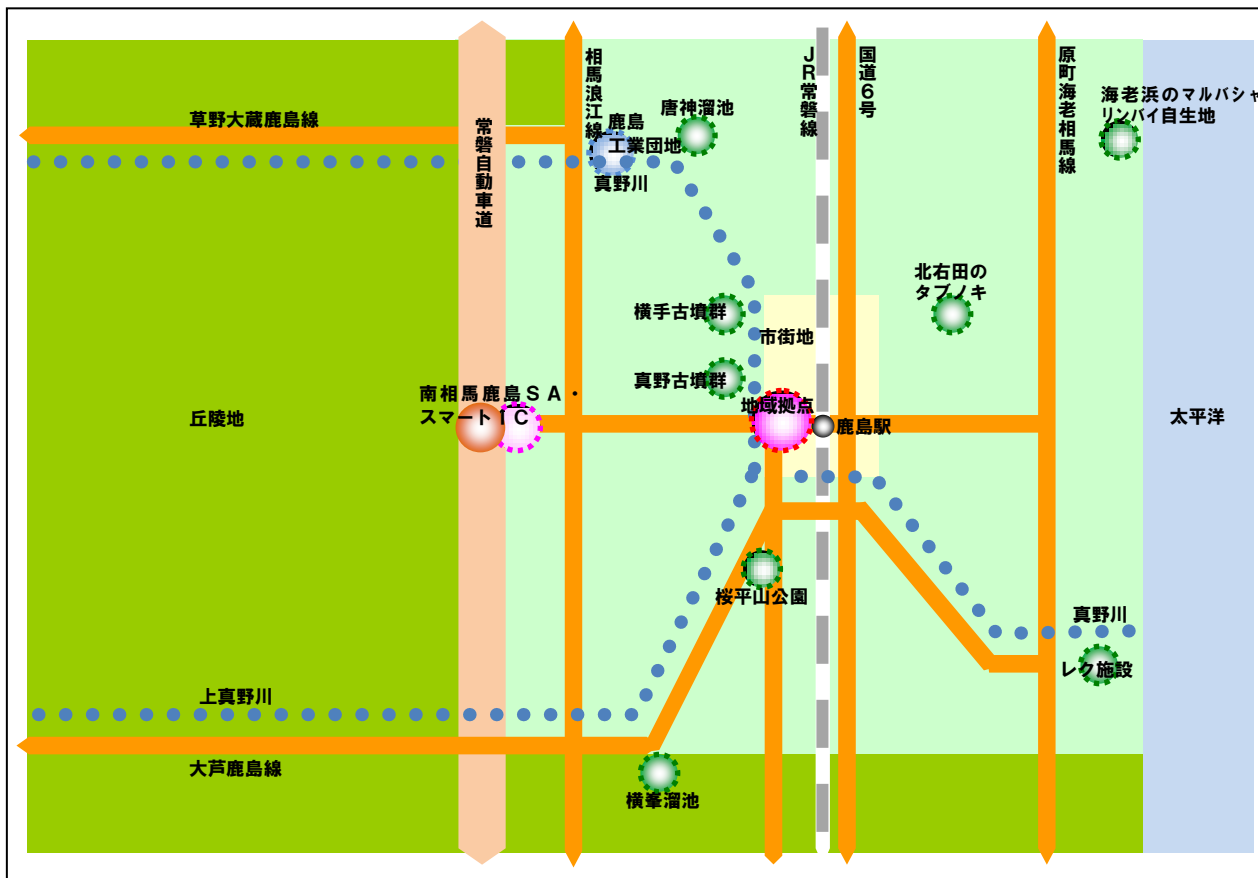 相馬浪江線
ＪＲ常磐線
国道６号
原町海老相馬線
海老浜のマルバシャ
リンバイ自生地
唐神溜池
草野大蔵鹿島線
鹿島
工業団地
常磐自動車道
真野川
北右田の
タブノキ
横手古墳群
市街地
真野古墳群
南相馬鹿島ＳＡ・
スマートＩＣ
地域拠点
丘陵地
鹿島駅
太平洋
桜平山公園
真野川
レク施設
上真野川
大芦鹿島線
横峯溜池